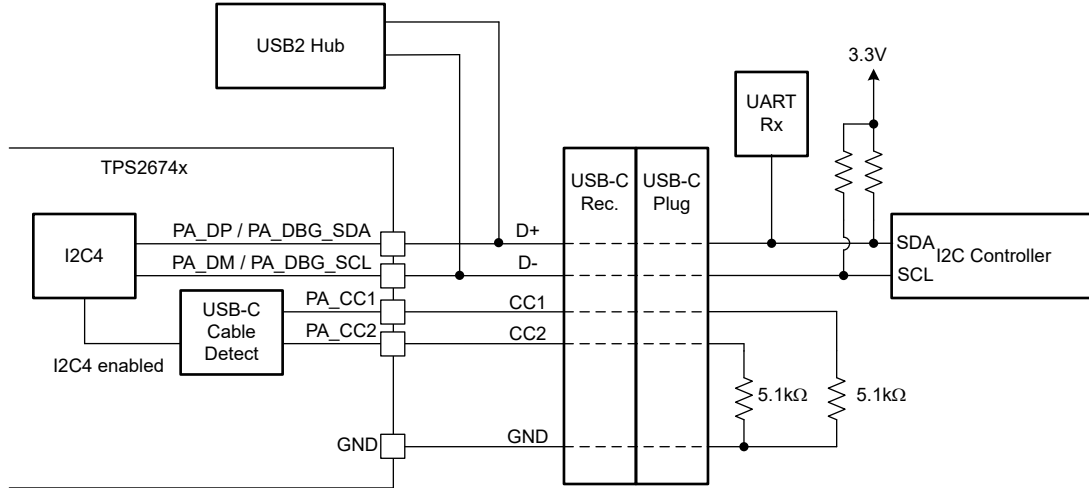 USB2 Hub
3.3V
UART
Rx
TPS2674x
USB-C
Rec.
USB-C
Plug
I2C4
PA_DP / PA_DBG_SDA
D+
SDA
I2C Controller
PA_DM / PA_DBG_SCL
D-
SCL
USB-C
Cable
Detect
PA_CC1
CC1
PA_CC2
CC2
I2C4 enabled
5.1kΩ
5.1kΩ
GND
GND